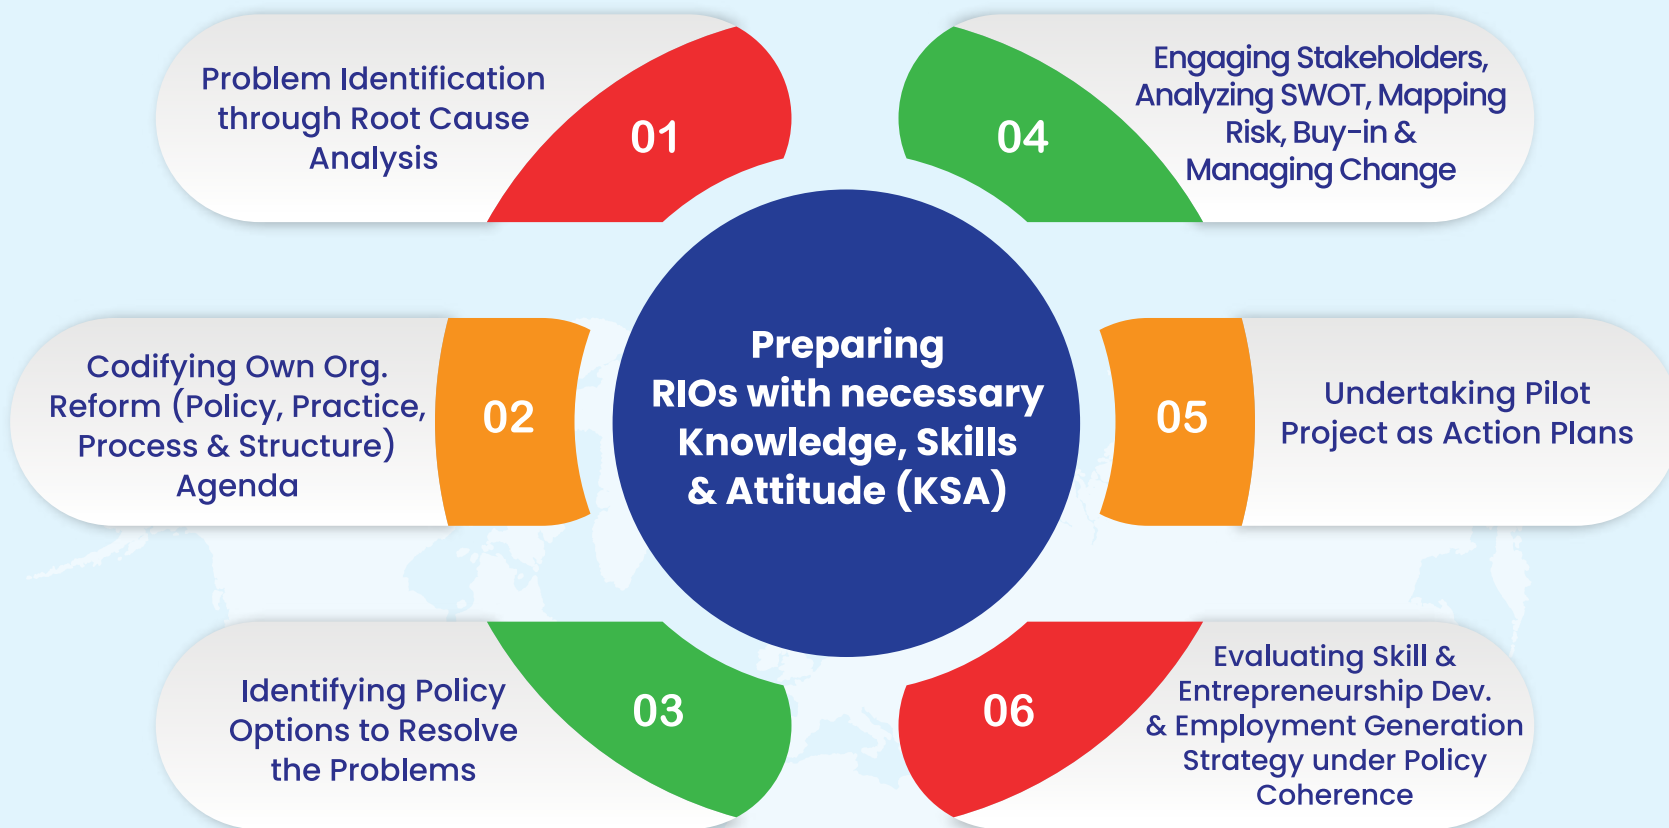 Problem Identification
through Root Cause
Analysis
01
Codifying Own Org.
Reform (Policy, Practice,
Process & Structure)
Agenda
02
Identifying Policy
Options to Resolve
the Problems
03
Preparing
RIOs with necessary
Knowledge, Skills
& Attitude (KSA)
04
Engaging Stakeholders,
Analyzing SWOT, Mapping
Risk, Buy-in &
Managing Change
05
Undertaking Pilot
Project as Action Plans
06
Evaluating Skill &
Entrepreneurship Dev.
& Employment Generation
Strategy under Policy
Coherence